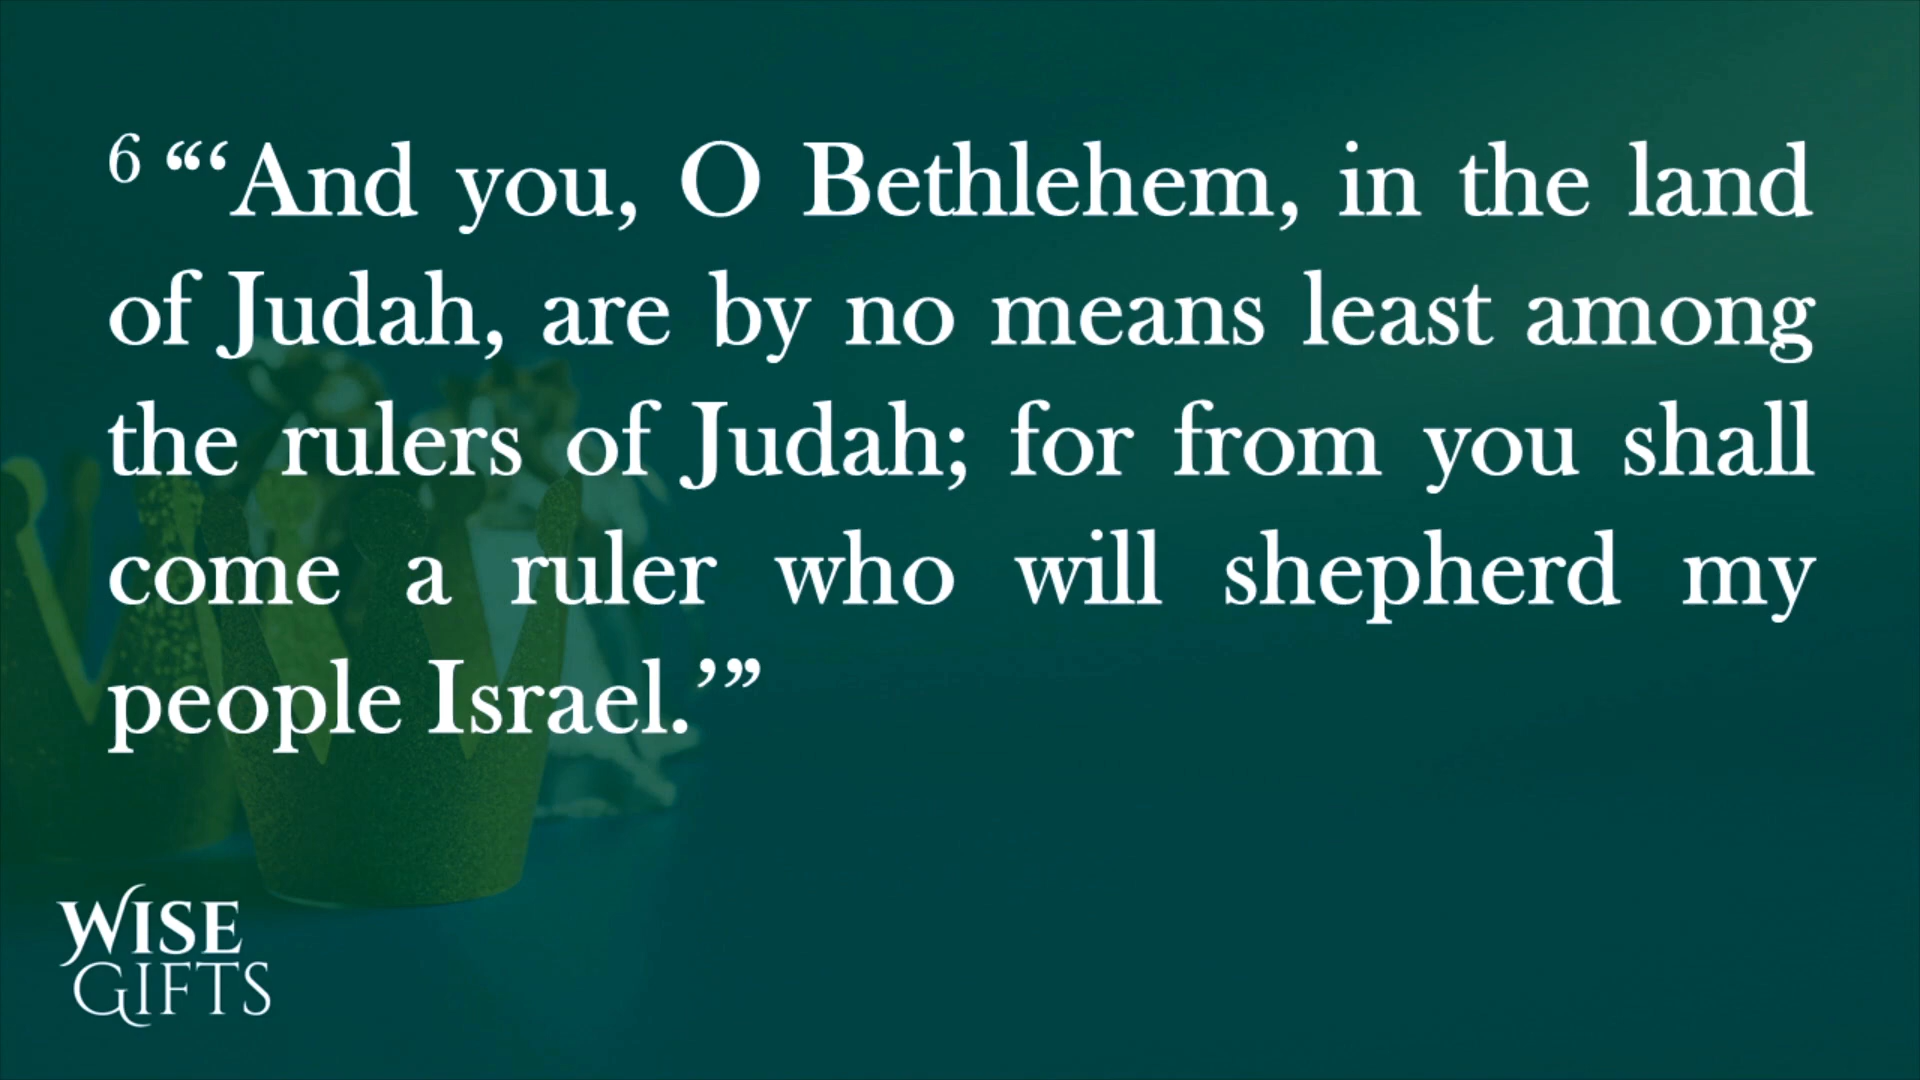 6 “‘And you, O Bethlehem, in the land
of Judah, are by no means least among
the rulers of Judah; for from you shall
come a ruler who will shepherd my
people Israel.’”
WISE
GIFTS